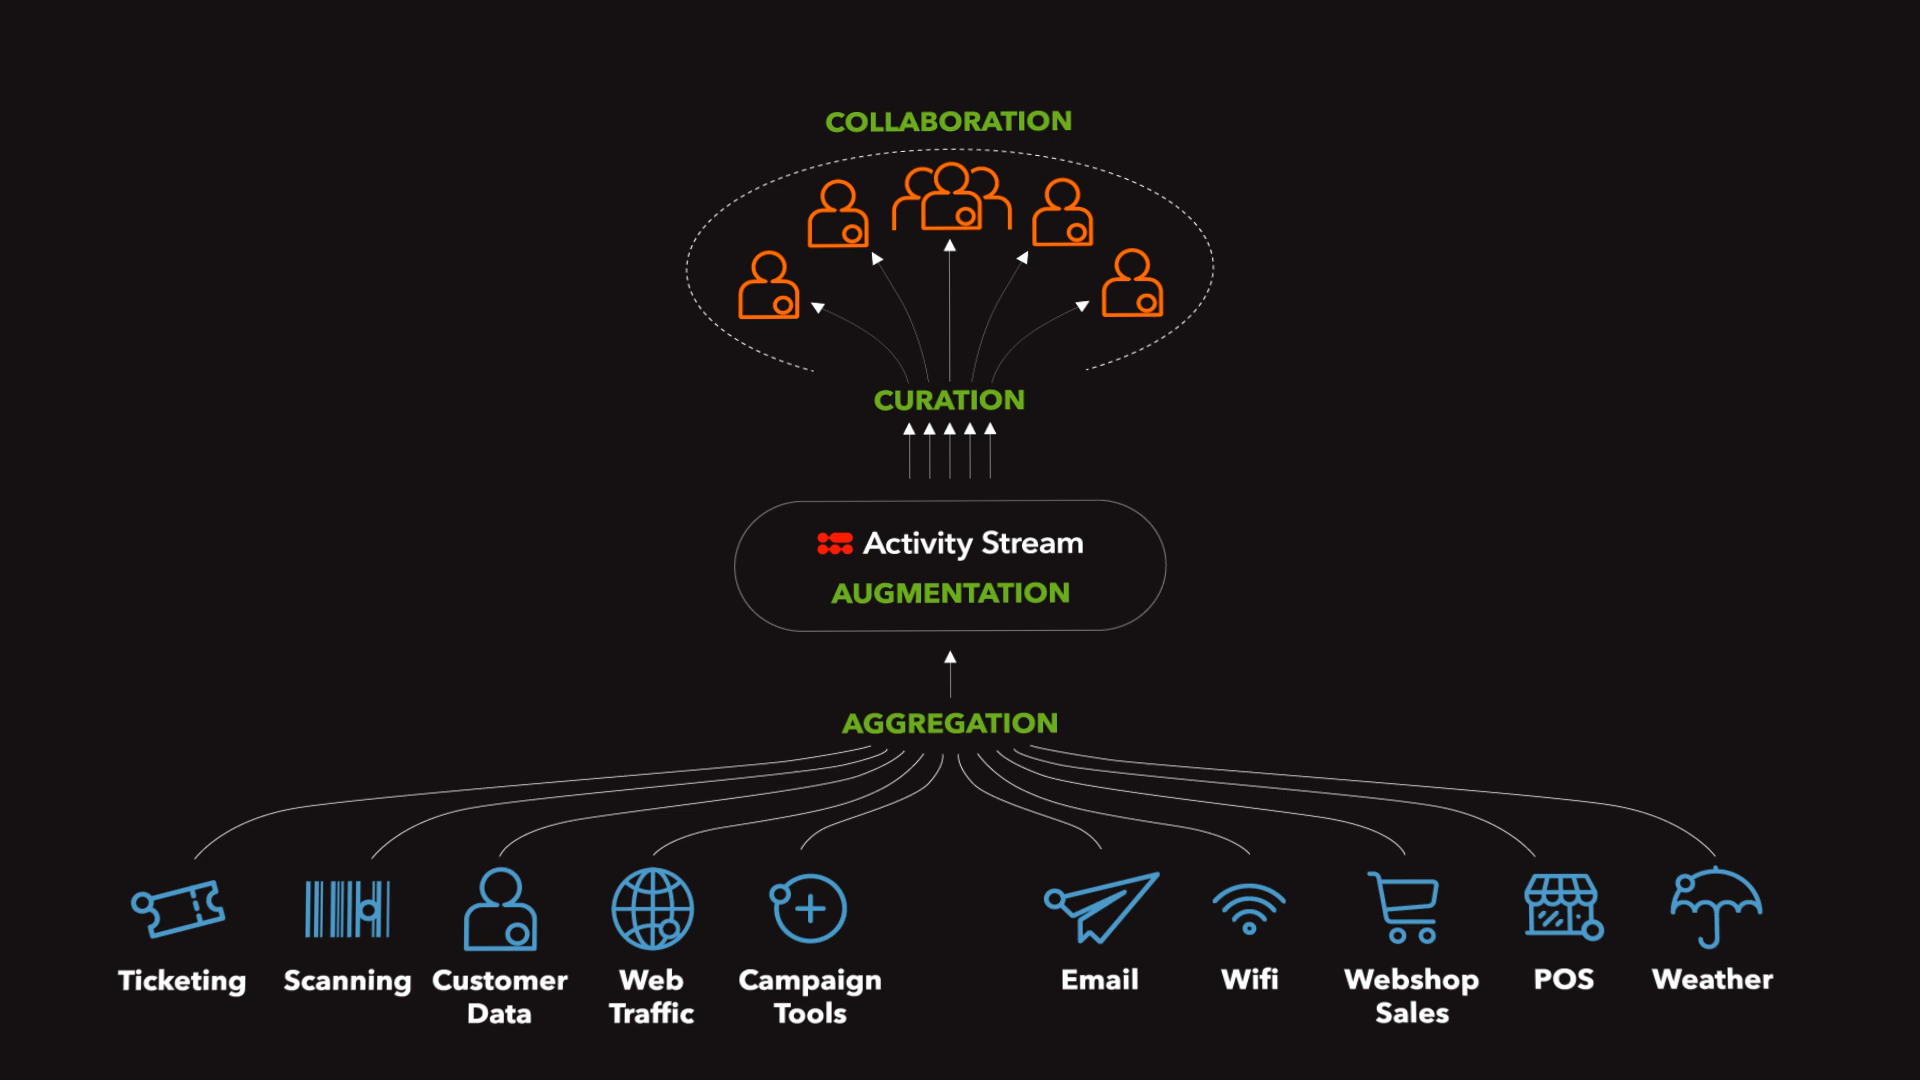 COLLABORATION
CURATION
Activity Stream
AUGMENTATION
AGGREGATION
Ticketing
Scanning
Customer
Data
Web
Traffic
Campaign
Tools
Email
Wifi
Webshop
Sales
POS
Weather